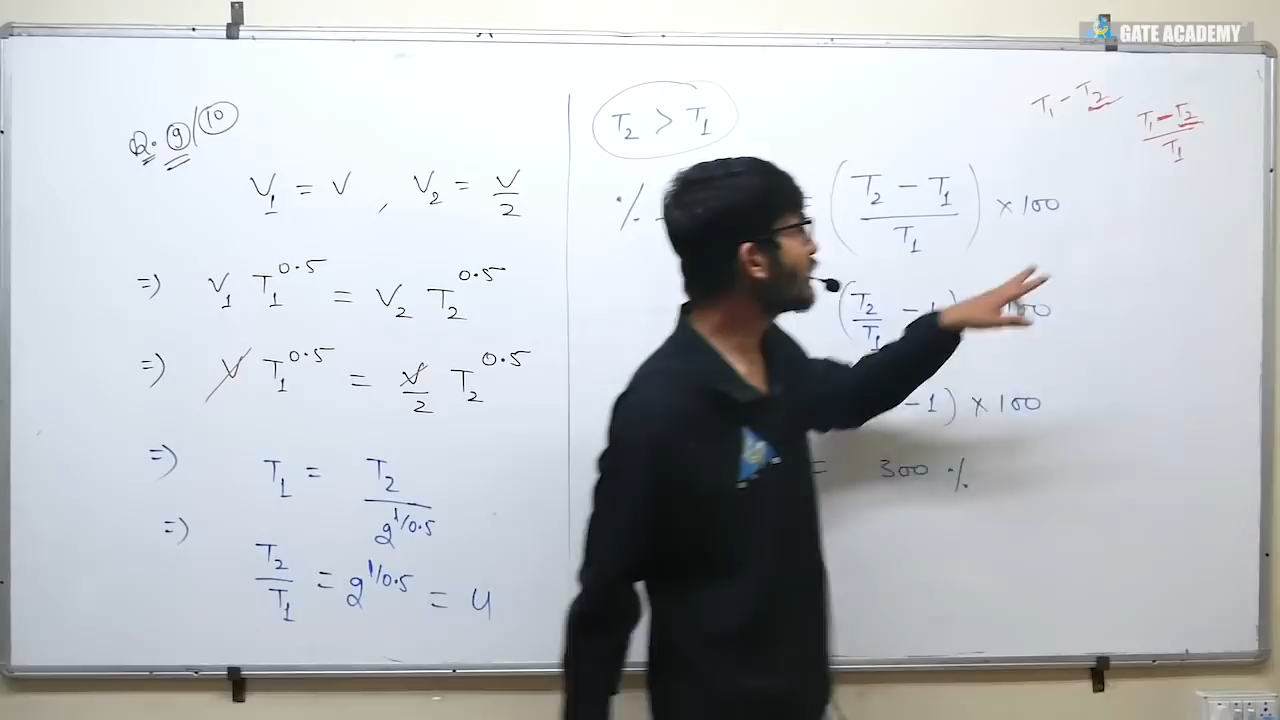 GATE ACADEMY
Q. 9/10
V₁ = V , V₂ = V/2
=) V₁ T₁^0.5 = V₂ T₂^0.5
=) V T₁^0.5 = V/2 T₂^0.5
=) T₁ = T₂/2^1/0.5
=) T₂/T₁ = 2^1/0.5 = 4
T₂ > T₁
% = (T₂ - T₁/T₁) × 100
(T₂/T₁ - 1) 100
- 1) × 100
= 300 %
T₁ - T₂
T₁ - T₂/T₁